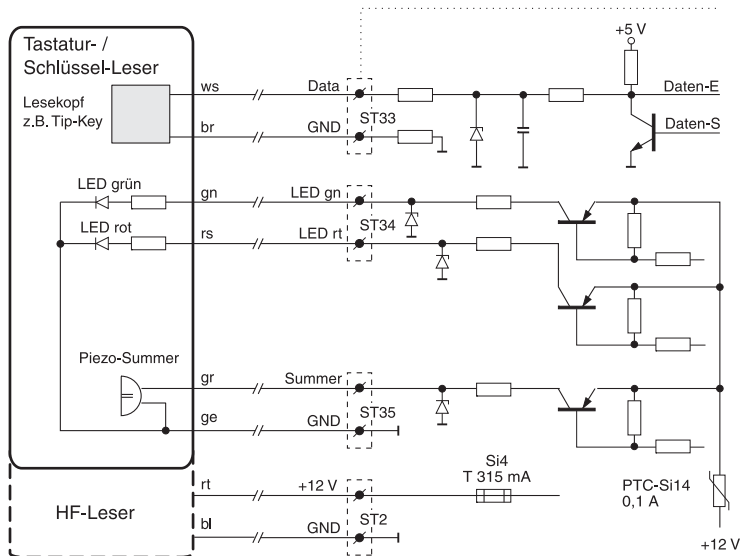 +5 V
Tastatur- /
Schlüssel-Leser
Lesekopf
z.B. Tip-Key
ws
Data
Daten-E
ST33
br
GND
Daten-S
LED grün
gn
LED gn
ST34
LED rot
rs
LED rt
Piezo-Summer
gr
Summer
ST35
ge
GND
HF-Leser
rt
+12 V
Si4
T 315 mA
PTC-Si14
0,1 A
ST2
bl
GND
+12 V